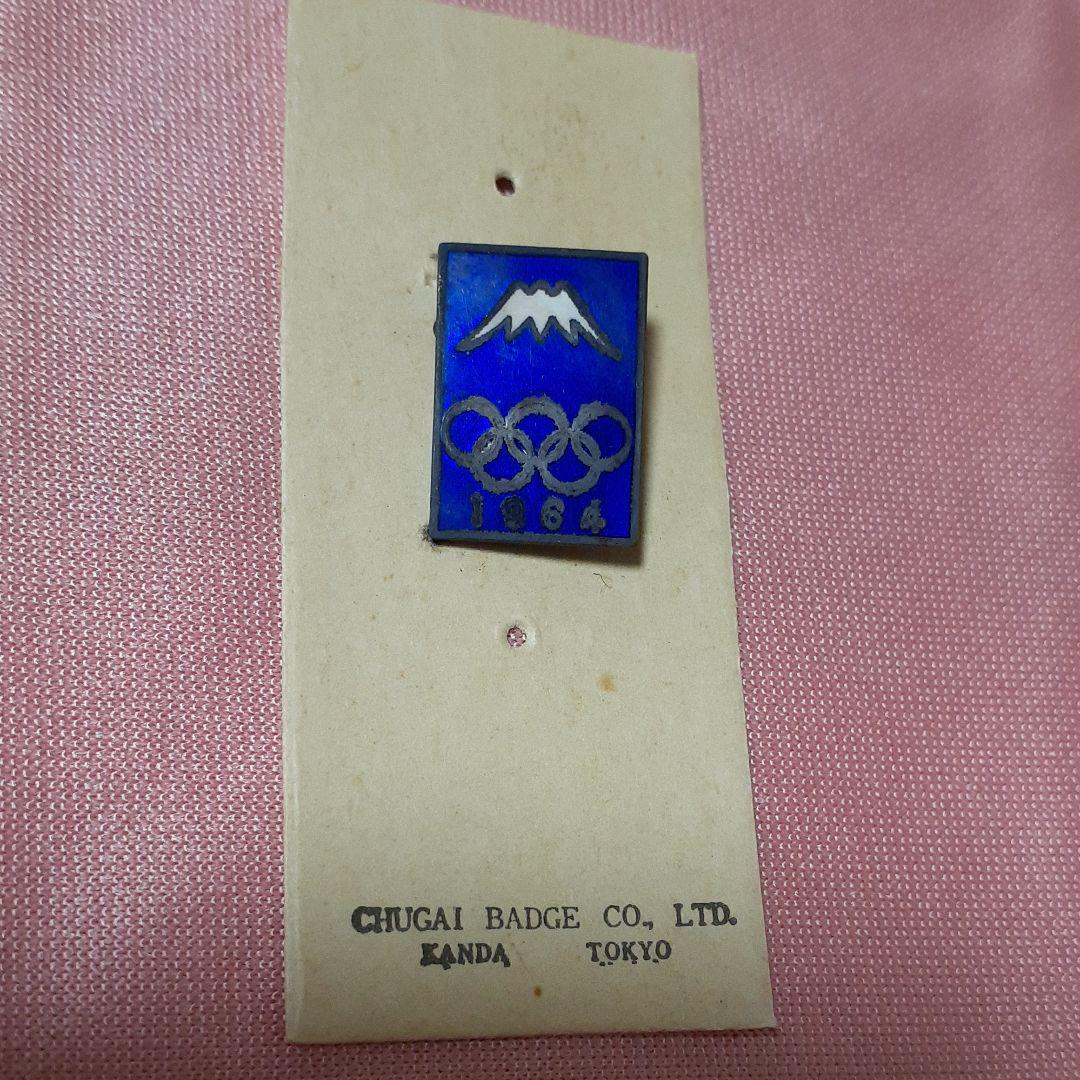 1964
CHUGAI BADGE CO., LTD.
KANDA TOKYO